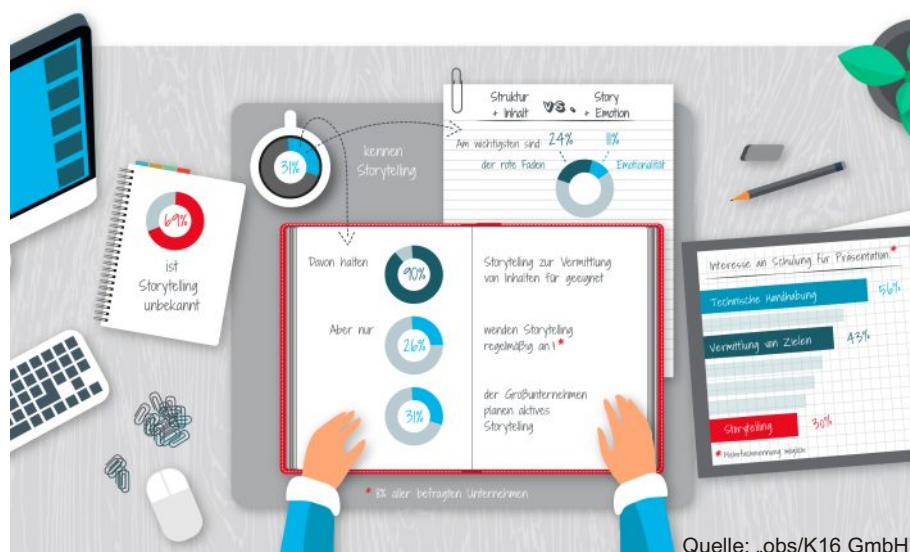 Struktur
+ Inhalt
vs.
Story
+ Emotion
Am wichtigsten sind:
24%
11%
der rote Faden
Emotionalität
31%
kennen
Storytelling
69%
ist
Storytelling
unbekannt
Davon halten
90%
Storytelling zur Vermittlung
von Inhalten für geeignet
Aber nur
26%
wenden Storytelling
regelmäßig an! *
31%
der Großunternehmen
planen aktives
Storytelling
* 8% aller befragten Unternehmen
Interesse an Schulung für Präsentation: *
Technische Handhabung
56%
Vermittlung von Zielen
43%
Storytelling
30%
* Mehrfachnennung möglich
Quelle: „obs/K16 GmbH